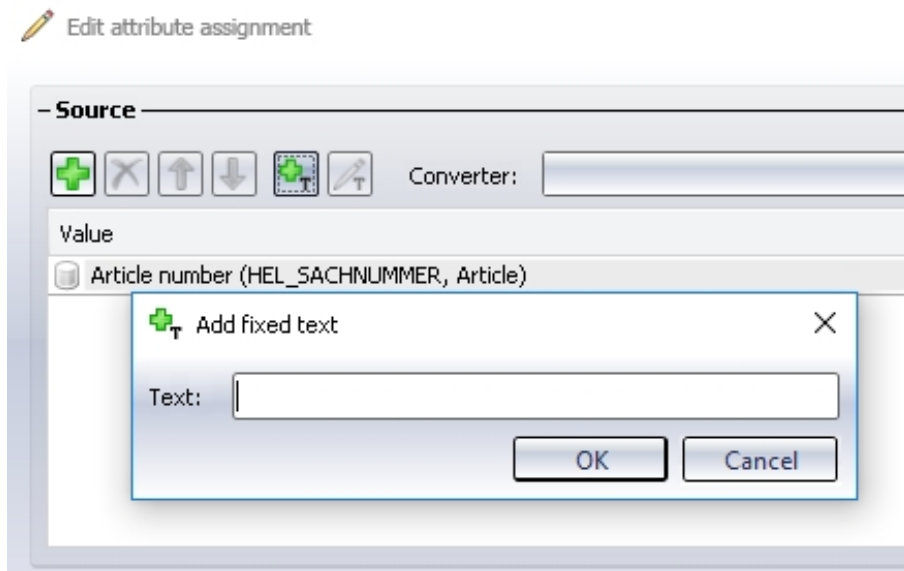 Edit attribute assignment
Source
Converter:
Value
Article number (HEL_SACHNUMMER, Article)
Add fixed text
Text:
OK Cancel